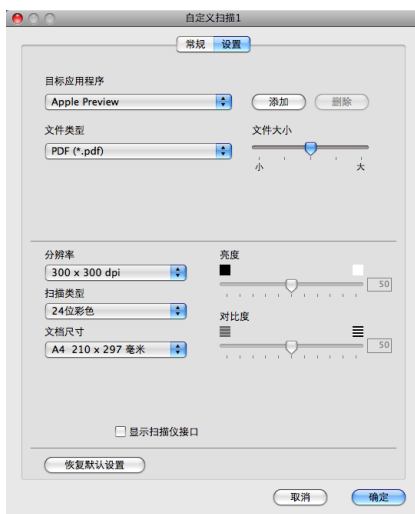 自定义扫描1
常规 设置
目标应用程序
Apple Preview 添加 删除
文件类型 文件大小
PDF (*.pdf)
小 大
分辨率 亮度
300 x 300 dpi
50
扫描类型
24位彩色 对比度
文档尺寸
A4 210 x 297 毫米 50
显示扫描仪接口
恢复默认设置
取消 确定